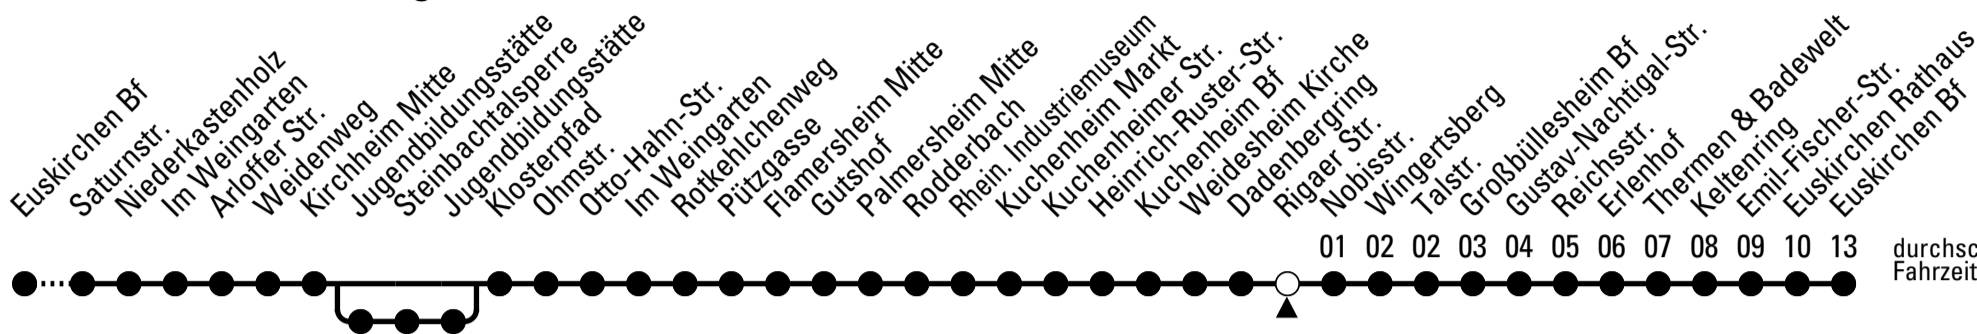 Euskirchen Bf
Saturnstr.
Niederkastenholz
Im Weingarten
Arloffer Str.
Weidenweg
Kirchheim Mitte
Jugendbildungsstätte
Steinbachtalsperre
Jugendbildungsstätte
Klosterpfad
Ohmstr.
Otto-Hahn-Str.
Im Weingarten
Rotkehlchenweg
Pützgasse
Flamersheim Mitte
Gutshof
Palmersheim Mitte
Rodderbach
Rhein. Industriemuseum
Kuchenheim Markt
Kuchenheimer Str.
Heinrich-Ruster-Str.
Kuchenheim Bf
Weidesheim Kirche
Dadenbergring
Rigaer Str.
Nobisstr.
Wingertsberg
Talstr.
Großbüllesheim Bf
Gustav-Nachtigal-Str.
Reichsstr.
Erlenhof
Thermen & Badewelt
Keltenring
Emil-Fischer-Str.
Euskirchen Rathaus
Euskirchen Bf
01 02 02 03 04 05 06 07 08 09 10 13
durchsc
Fahrzeit